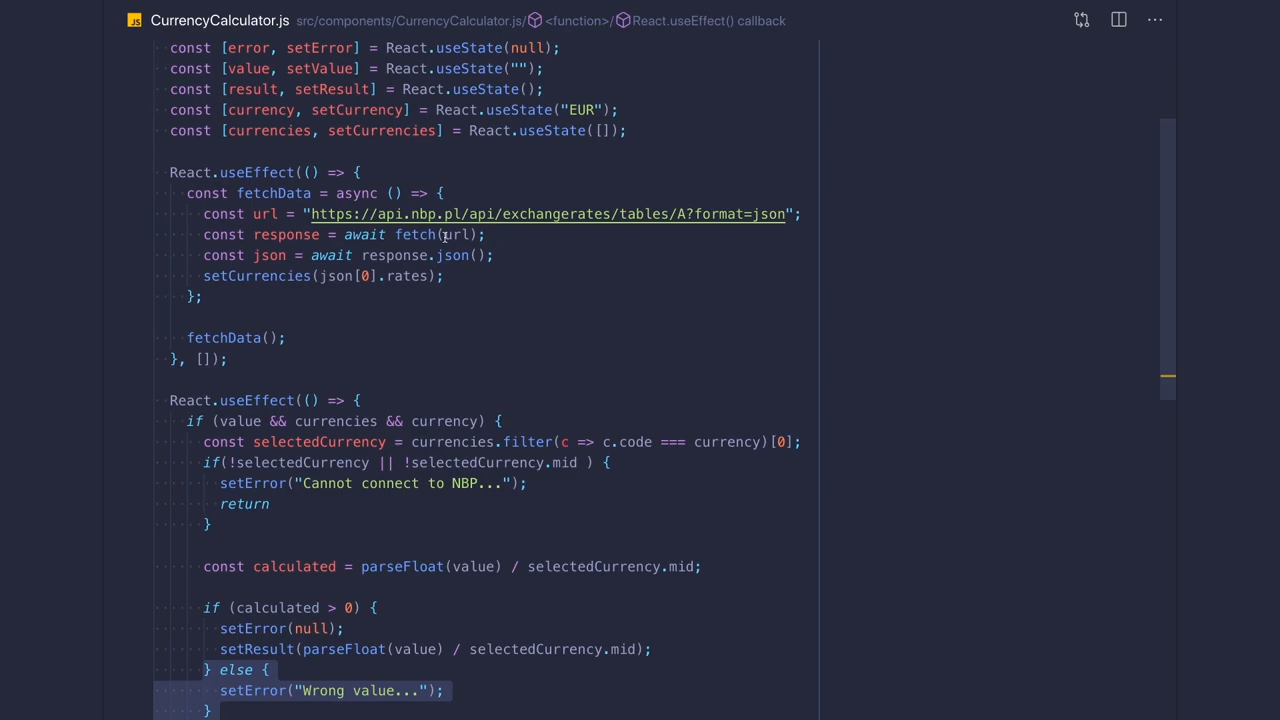 JS CurrencyCalculator.js src/components/CurrencyCalculator.js/ <function>/ React.useEffect() callback
const [error, setError] = React.useState(null);
const [value, setValue] = React.useState("");
const [result, setResult] = React.useState();
const [currency, setCurrency] = React.useState("EUR");
const [currencies, setCurrencies] = React.useState([]);
React.useEffect(() => {
const fetchData = async () => {
const url = "https://api.nbp.pl/api/exchangerates/tables/A?format=json";
const response = await fetch(url);
const json = await response.json();
setCurrencies(json[0].rates);
};
fetchData();
}, []);
React.useEffect(() => {
if (value && currencies && currency) {
const selectedCurrency = currencies.filter(c => c.code === currency)[0];
if(!selectedCurrency || !selectedCurrency.mid ) {
setError("Cannot connect to NBP...");
return
}
const calculated = parseFloat(value) / selectedCurrency.mid;
if (calculated > 0) {
setError(null);
setResult(parseFloat(value) / selectedCurrency.mid);
} else {
setError("Wrong value...");
}